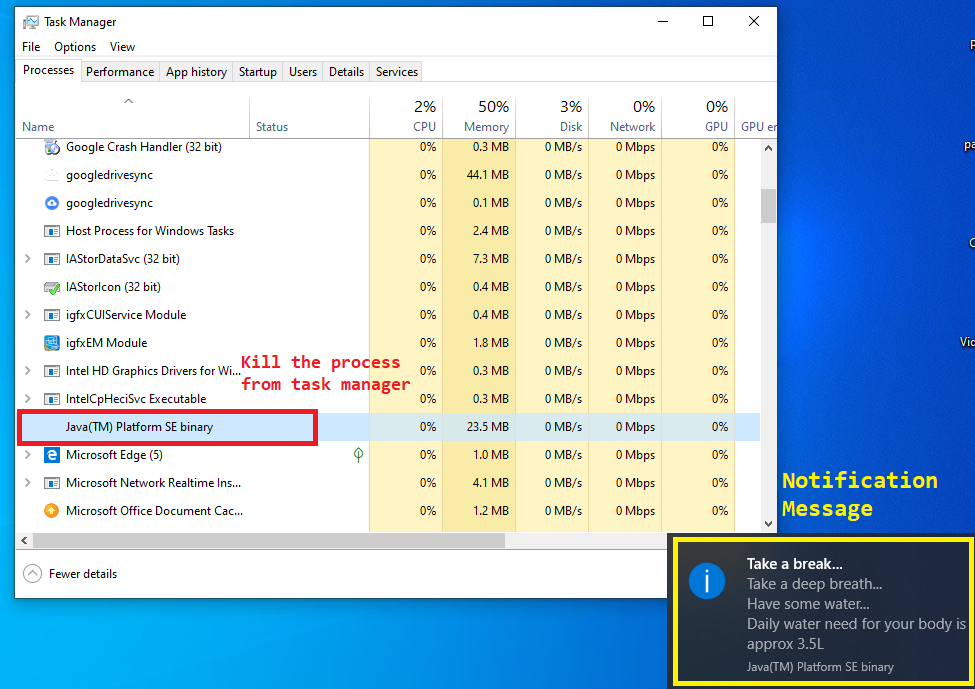 Task Manager
File Options View
Processes Performance App history Startup Users Details Services
2% 50% 3% 0% 0%
Name Status CPU Memory Disk Network GPU GPU en
Google Crash Handler (32 bit) 0% 0.3 MB 0 MB/s 0 Mbps 0%
googledrivesync 0% 44.1 MB 0 MB/s 0 Mbps 0%
googledrivesync 0% 0.1 MB 0 MB/s 0 Mbps 0%
Host Process for Windows Tasks 0% 2.4 MB 0 MB/s 0 Mbps 0%
IAStorDataSvc (32 bit) 0% 7.3 MB 0 MB/s 0 Mbps 0%
IAStorIcon (32 bit) 0% 0.4 MB 0 MB/s 0 Mbps 0%
igfxCUIService Module 0% 0.4 MB 0 MB/s 0 Mbps 0%
igfxEM Module 0% 1.8 MB 0 MB/s 0 Mbps 0%
Intel HD Graphics Drivers for Wi... 0% 0.3 MB 0 MB/s 0 Mbps 0%
IntelCpHeciSvc Executable 0% 0.3 MB 0 MB/s 0 Mbps 0%
Java(TM) Platform SE binary 0% 23.5 MB 0 MB/s 0 Mbps 0%
Microsoft Edge (5) 0% 1.0 MB 0 MB/s 0 Mbps 0%
Microsoft Network Realtime Ins... 0% 4.1 MB 0 MB/s 0 Mbps 0%
Microsoft Office Document Cac... 0% 1.2 MB 0 MB/s 0 Mbps 0%
Kill the process
from task manager
Fewer details
Notification
Message
Take a break...
Take a deep breath...
Have some water...
Daily water need for your body is
approx 3.5L
Java(TM) Platform SE binary